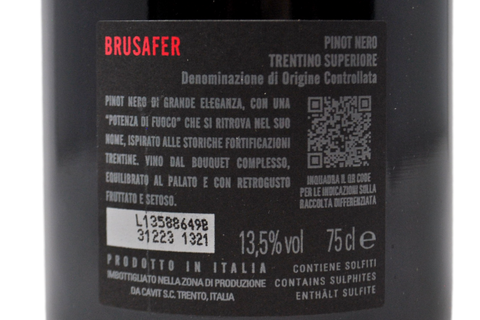 BRUSAFER
PINOT NERO
TRENTINO SUPERIORE
Denominazione di Origine Controllata
PINOT NERO DI GRANDE ELEGANZA, CON UNA
"POTENZA DI FUOCO" CHE SI RITROVA NEL SUO
NOME, ISPIRATO ALLE STORICHE FORTIFICAZIONI
TRENTINE. VINO DAL BOUQUET COMPLESSO,
EQUILIBRATO AL PALATO E CON RETROGUSTO
FRUTTATO E SETOSO.
INQUADRA IL QR CODE
PER LE INDICAZIONI SULLA
RACCOLTA DIFFERENZIATA
L13588649B
31223 1321
13,5% vol 75 cl e
PRODOTTO IN ITALIA
IMBOTTIGLIATO NELLA ZONA DI PRODUZIONE
DA CAVIT S.C. TRENTO, ITALIA
CONTIENE SOLFITI
CONTAINS SULPHITES
ENTHÄLT SULFITE